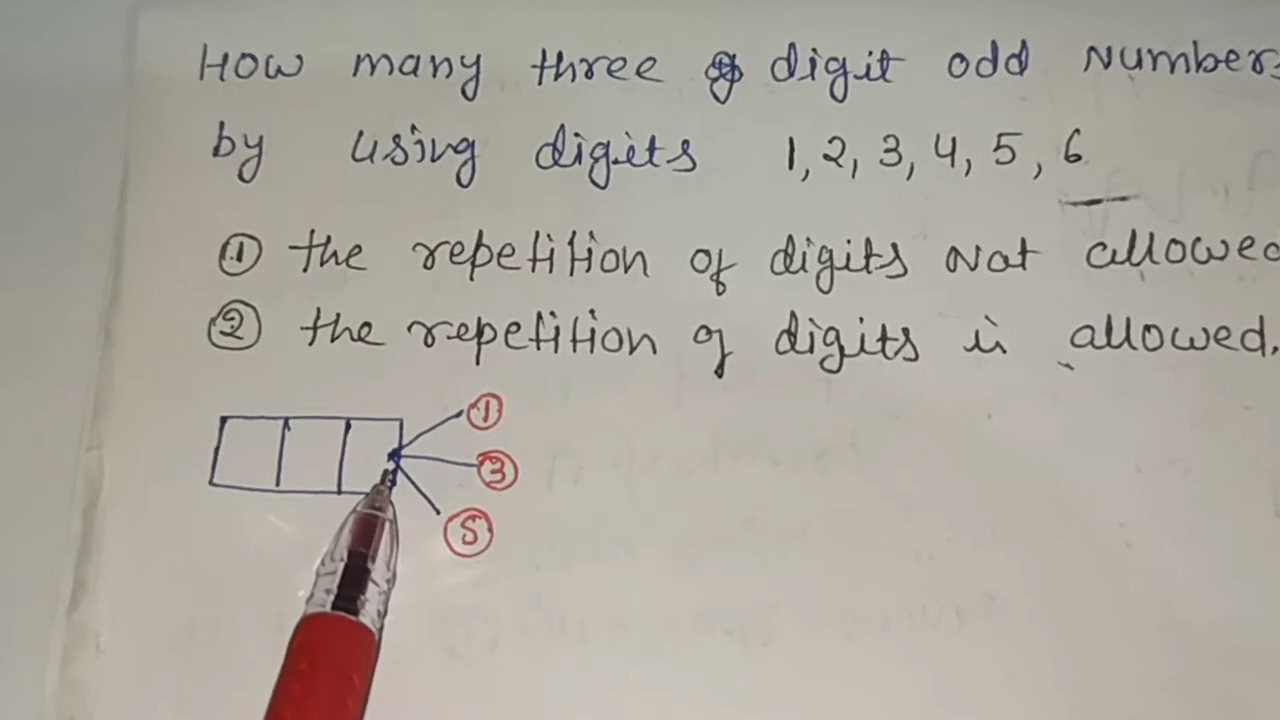 How many three digit odd Numbers
by using digits 1, 2, 3, 4, 5, 6
① the repetition of digits Not allowed
② the repetition of digits is allowed.
①
③
⑤